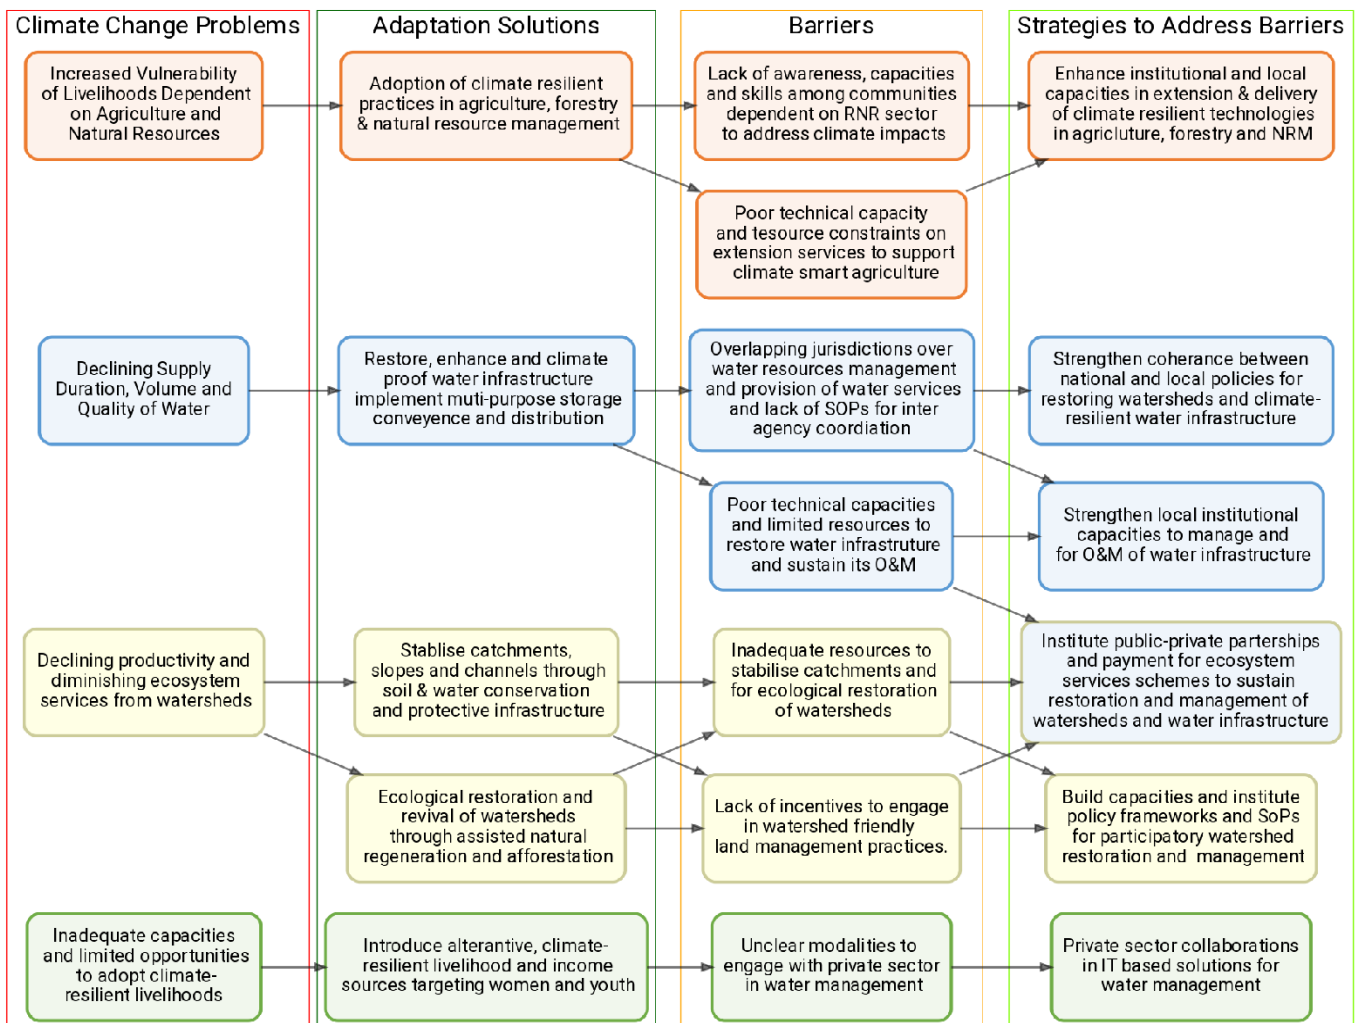 Climate Change Problems
Adaptation Solutions
Barriers
Strategies to Address Barriers
Increased Vulnerability
of Livelihoods Dependent
on Agriculture and
Natural Resources
Adoption of climate resilient
practices in agriculture, forestry
& natural resource management
Lack of awareness, capacities
and skills among communities
dependent on RNR sector
to address climate impacts
Enhance institutional and local
capacities in extension & delivery
of climate resilient technologies
in agricluture, forestry and NRM
Poor technical capacity
and tesource constraints on
extension services to support
climate smart agriculture
Declining Supply
Duration, Volume and
Quality of Water
Restore, enhance and climate
proof water infrastructure
implement muti-purpose storage
conveyence and distribution
Overlapping jurisdictions over
water resources management
and provision of water services
and lack of SOPs for inter
agency coordiation
Strengthen coherance between
national and local policies for
restoring watersheds and climate-
resilient water infrastructure
Poor technical capacities
and limited resources to
restore water infrastruture
and sustain its O&M
Strengthen local institutional
capacities to manage and
for O&M of water infrastructure
Declining productivity and
diminishing ecosystem
services from watersheds
Stablise catchments,
slopes and channels through
soil & water conservation
and protective infrastructure
Inadequate resources to
stabilise catchments and
for ecological restoration
of watersheds
Institute public-private parterships
and payment for ecosystem
services schemes to sustain
restoration and management of
watersheds and water infrastructure
Ecological restoration and
revival of watersheds
through assisted natural
regeneration and afforestation
Lack of incentives to engage
in watershed friendly
land management practices.
Build capacities and institute
policy frameworks and SoPs
for participatory watershed
restoration and management
Inadequate capacities
and limited opportunities
to adopt climate-
resilient livelihoods
Introduce alterantive, climate-
resilient livelihood and income
sources targeting women and youth
Unclear modalities to
engage with private sector
in water management
Private sector collaborations
in IT based solutions for
water management